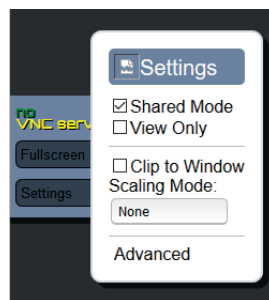 no
VNC serv
Fullscreen
Settings
Settings
Shared Mode
View Only
Clip to Window
Scaling Mode:
None
Advanced